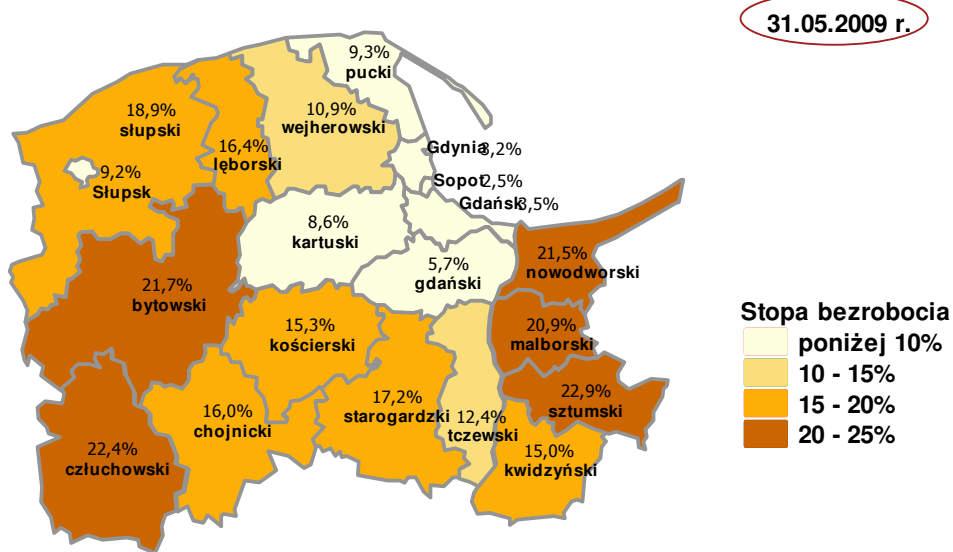 31.05.2009 r.
9,3%
pucki
18,9%
słupski
10,9%
wejherowski
16,4%
lęborski
Gdynia 3,2%
9,2%
Słupsk
Sopot 2,5%
Gdańsk 3,5%
8,6%
kartuski
5,7%
gdański
21,5%
nowodworski
21,7%
bytowski
15,3%
kościerski
20,9%
malborski
17,2%
starogardzki
22,9%
sztumski
16,0%
chojnicki
12,4%
tczewski
22,4%
człuchowski
15,0%
kwidzyński
Stopa bezrobocia
poniżej 10%
10 - 15%
15 - 20%
20 - 25%